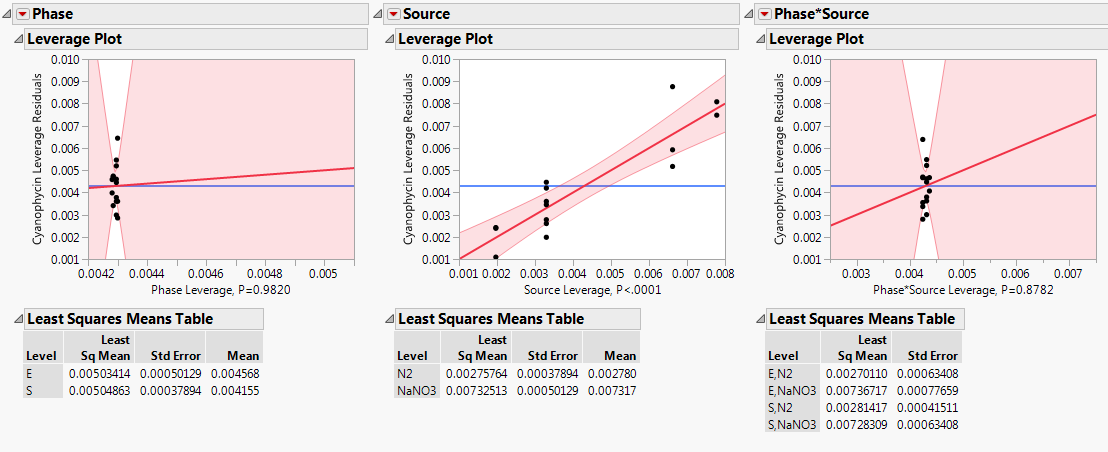 Phase
Leverage Plot
0.010
0.009
0.008
0.007
0.006
0.005
0.004
0.003
0.002
0.001
Cyanophycin Leverage Residuals
0.0042 0.0044 0.0046 0.0048 0.005
Phase Leverage, P=0.9820
Least Squares Means Table
Least
Level Sq Mean Std Error Mean
E 0.00503414 0.00050129 0.004568
S 0.00504863 0.00037894 0.004155
Source
Leverage Plot
0.010
0.009
0.008
0.007
0.006
0.005
0.004
0.003
0.002
0.001
Cyanophycin Leverage Residuals
0.001 0.002 0.003 0.004 0.005 0.006 0.007 0.008
Source Leverage, P<.0001
Least Squares Means Table
Least
Level Sq Mean Std Error Mean
N2 0.00275764 0.00037894 0.002780
NaNO3 0.00732513 0.00050129 0.007317
Phase*Source
Leverage Plot
0.010
0.009
0.008
0.007
0.006
0.005
0.004
0.003
0.002
0.001
Cyanophycin Leverage Residuals
0.003 0.004 0.005 0.006 0.007
Phase*Source Leverage, P=0.8782
Least Squares Means Table
Least
Level Sq Mean Std Error
E,N2 0.00270110 0.00063408
E,NaNO3 0.00736717 0.00077659
S,N2 0.00281417 0.00041511
S,NaNO3 0.00728309 0.00063408